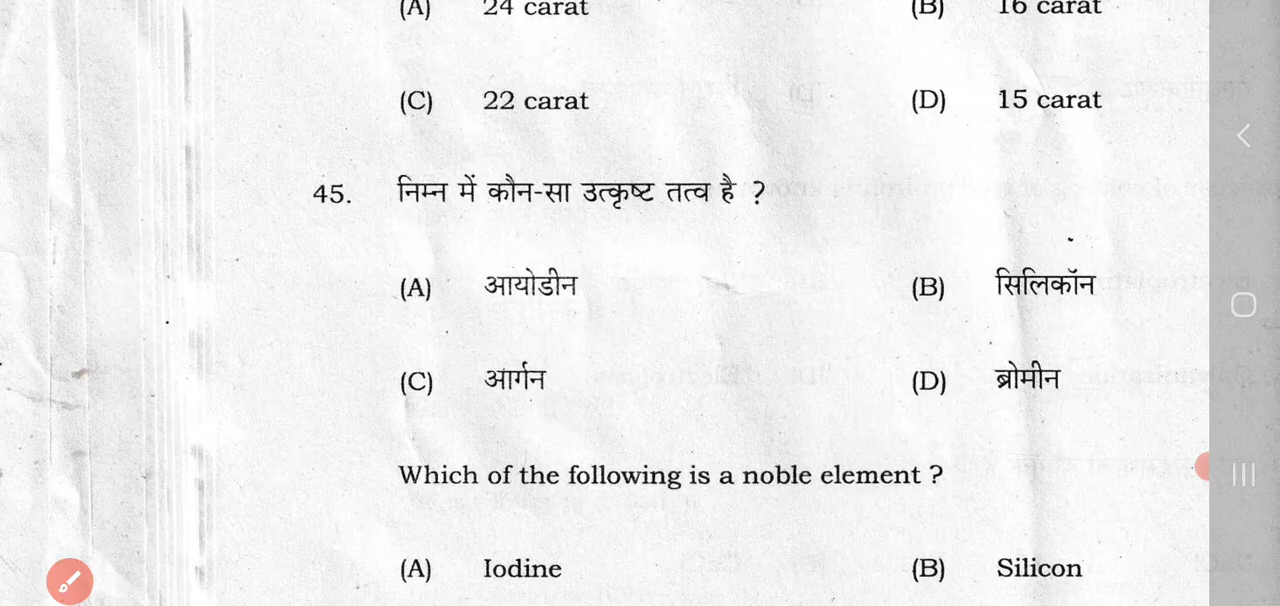 (A) 24 carat (B) 16 carat
(C) 22 carat (D) 15 carat
45. निम्न में कौन-सा उत्कृष्ट तत्व है ?
(A) आयोडीन (B) सिलिकॉन
(C) आर्गन (D) ब्रोमीन
Which of the following is a noble element ?
(A) Iodine (B) Silicon